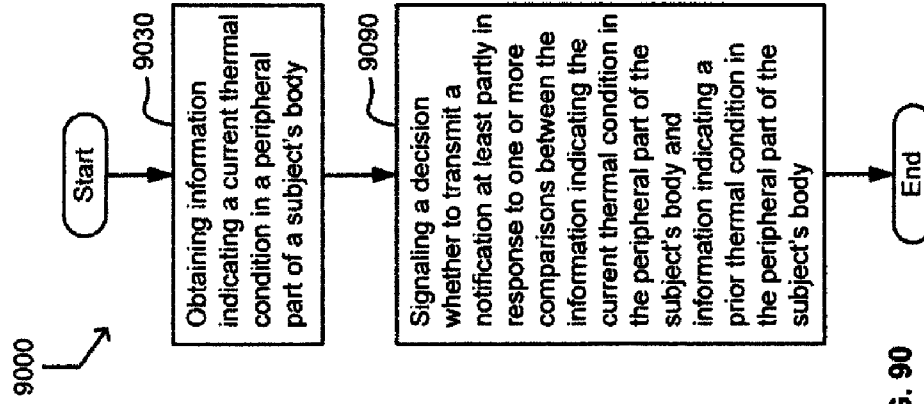 9000
Start
9030
Obtaining information
indicating a current thermal
condition in a peripheral
part of a subject's body
9090
Signaling a decision
whether to transmit a
notification at least partly in
response to one or more
comparisons between the
information indicating the
current thermal condition in
the peripheral part of the
subject's body and
information indicating a
prior thermal condition in
the peripheral part of the
subject's body
End
90